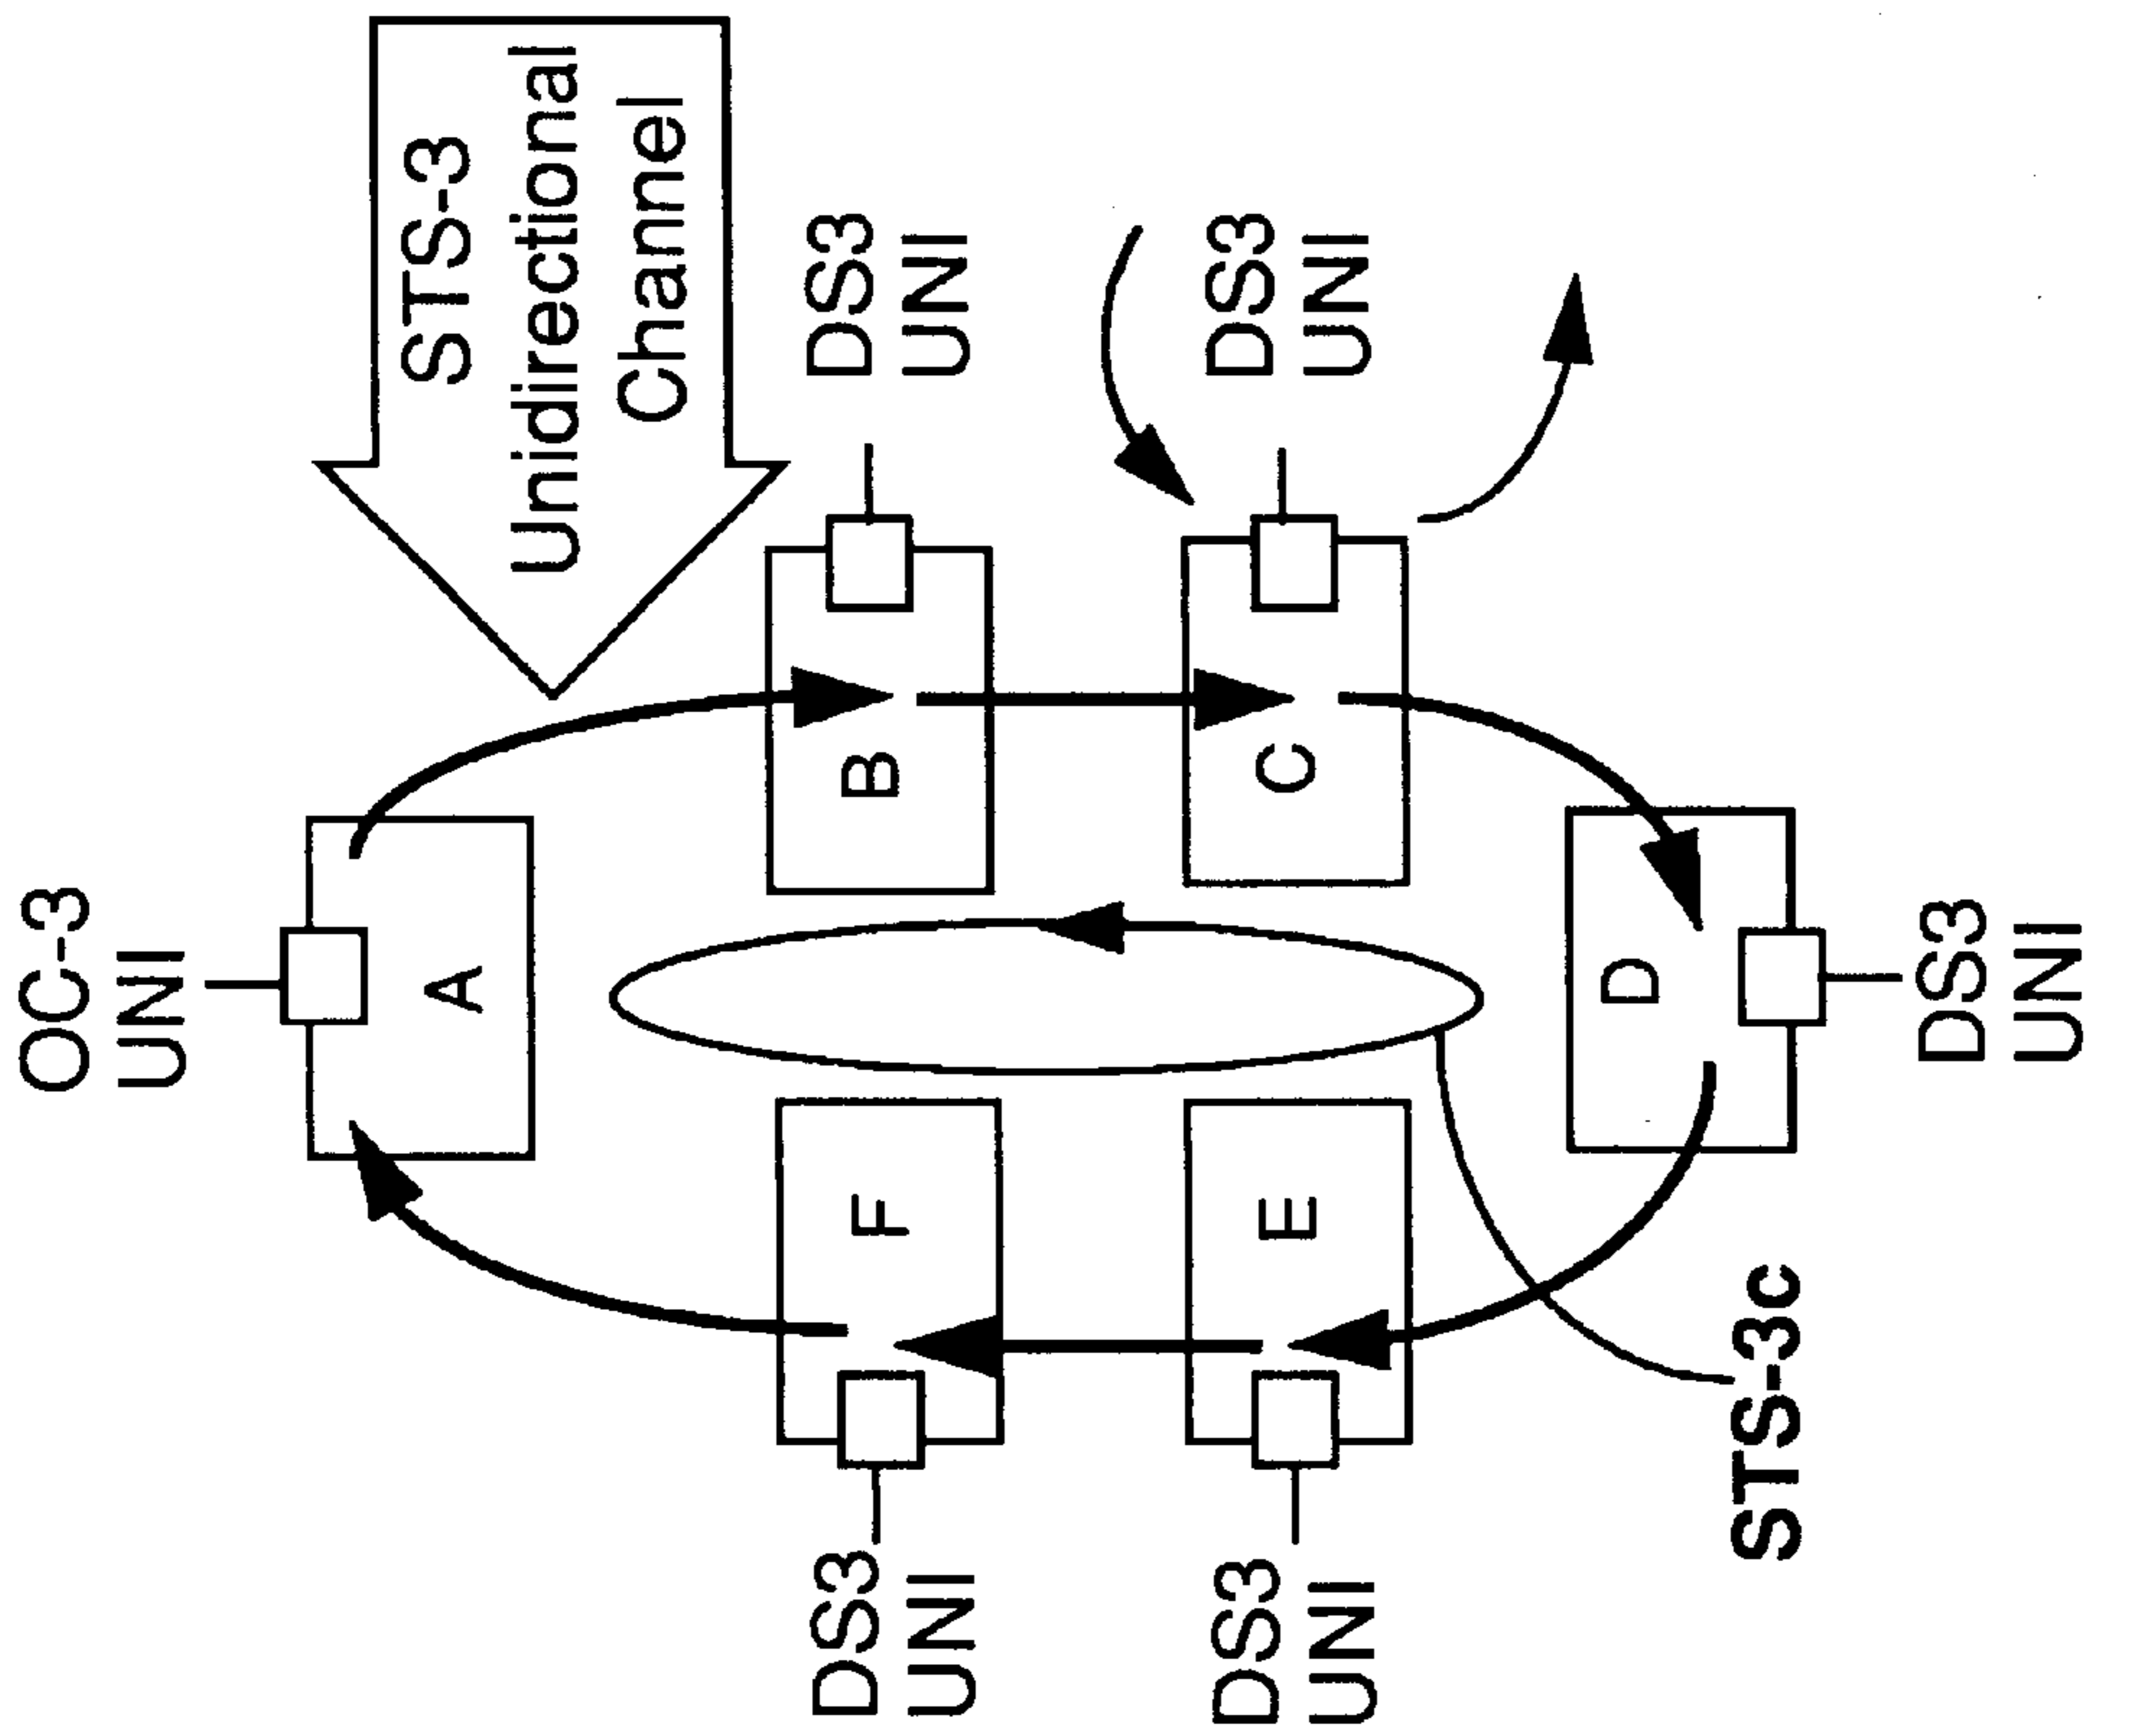 OC-3
UNI
A
STS-3
Unidirectional
Channel
B
DS3
UNI
C
DS3
UNI
D
DS3
UNI
E
DS3
UNI
F
DS3
UNI
STS-3c